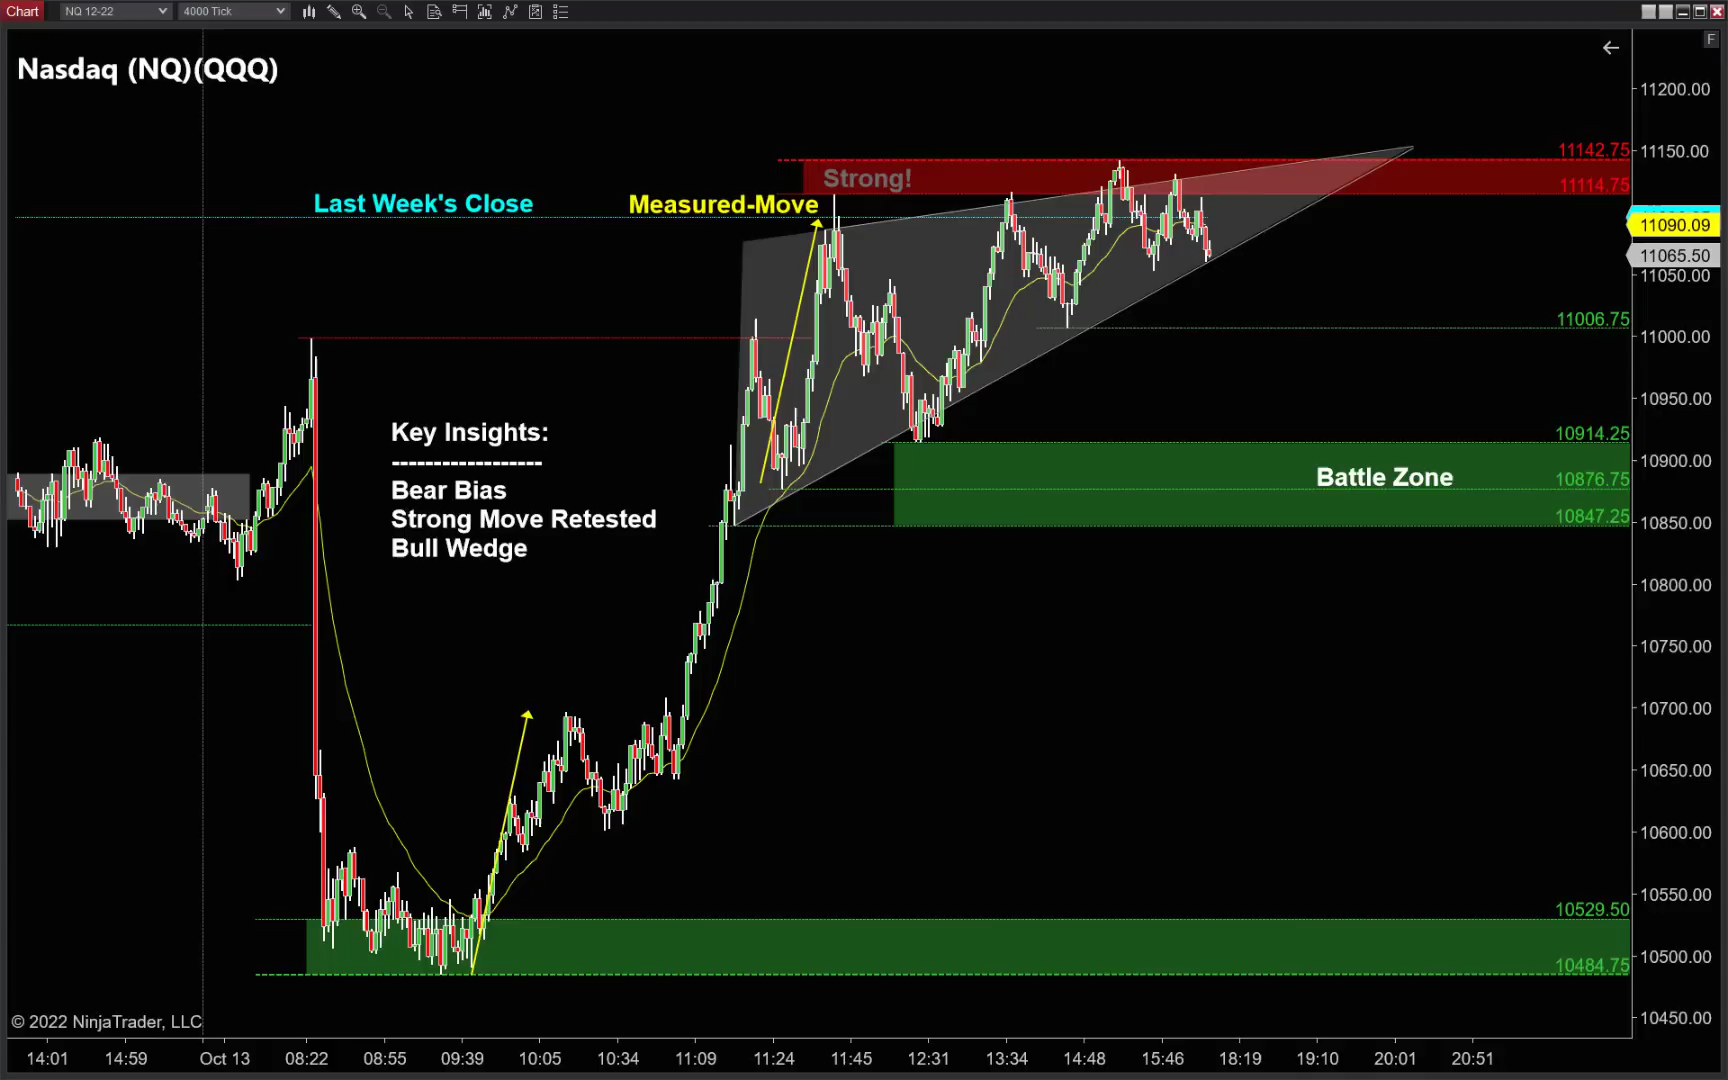 Chart
NQ 12-22
4000 Tick
F
Nasdaq (NQ)(QQQ)
11200.00
11142.75
11150.00
Strong!
11114.75
Last Week's Close
Measured-Move
11090.09
11065.50
11050.00
11006.75
11000.00
10950.00
Key Insights:
------------------
Bear Bias
Strong Move Retested
Bull Wedge
10914.25
10900.00
Battle Zone
10876.75
10847.25
10850.00
10800.00
10750.00
10700.00
10650.00
10600.00
10550.00
10529.50
10500.00
10484.75
10450.00
© 2022 NinjaTrader, LLC
14:01 14:59 Oct 13 08:22 08:55 09:39 10:05 10:34 11:09 11:24 11:45 12:31 13:34 14:48 15:46 18:19 19:10 20:01 20:51